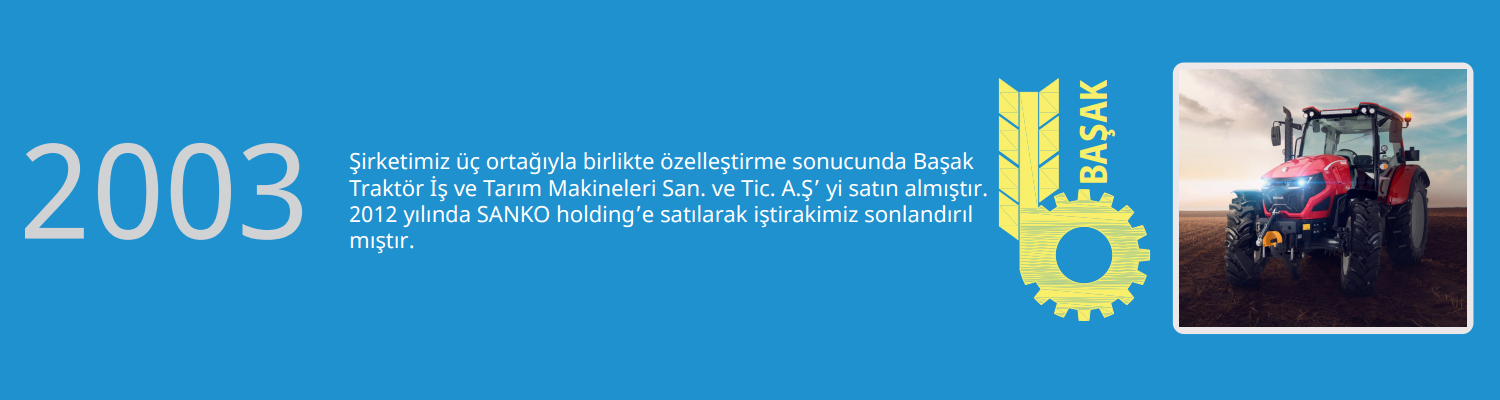 2003
Şirketimiz üç ortağıyla birlikte özelleştirme sonucunda Başak
Traktör İş ve Tarım Makineleri San. ve Tic. A.Ş’ yi satın almıştır.
2012 yılında SANKO holding’e satılarak iştirakimiz sonlandırıl
mıştır.
BAŞAK